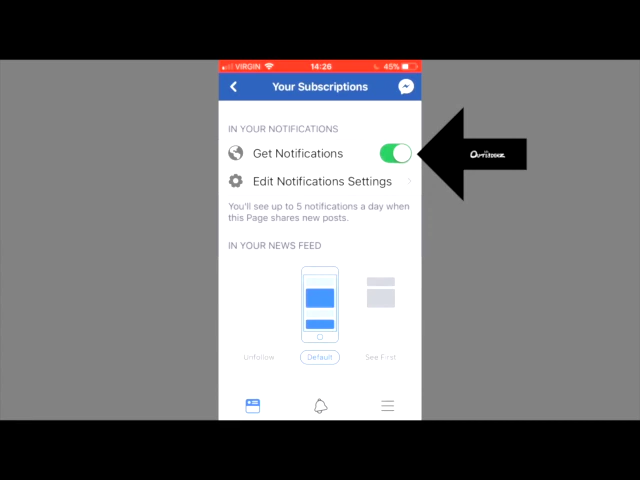 VIRGIN 14:26 45%
Your Subscriptions
IN YOUR NOTIFICATIONS
Get Notifications
Edit Notifications Settings
You'll see up to 5 notifications a day when
this Page shares new posts.
IN YOUR NEWS FEED
Unfollow Default See First